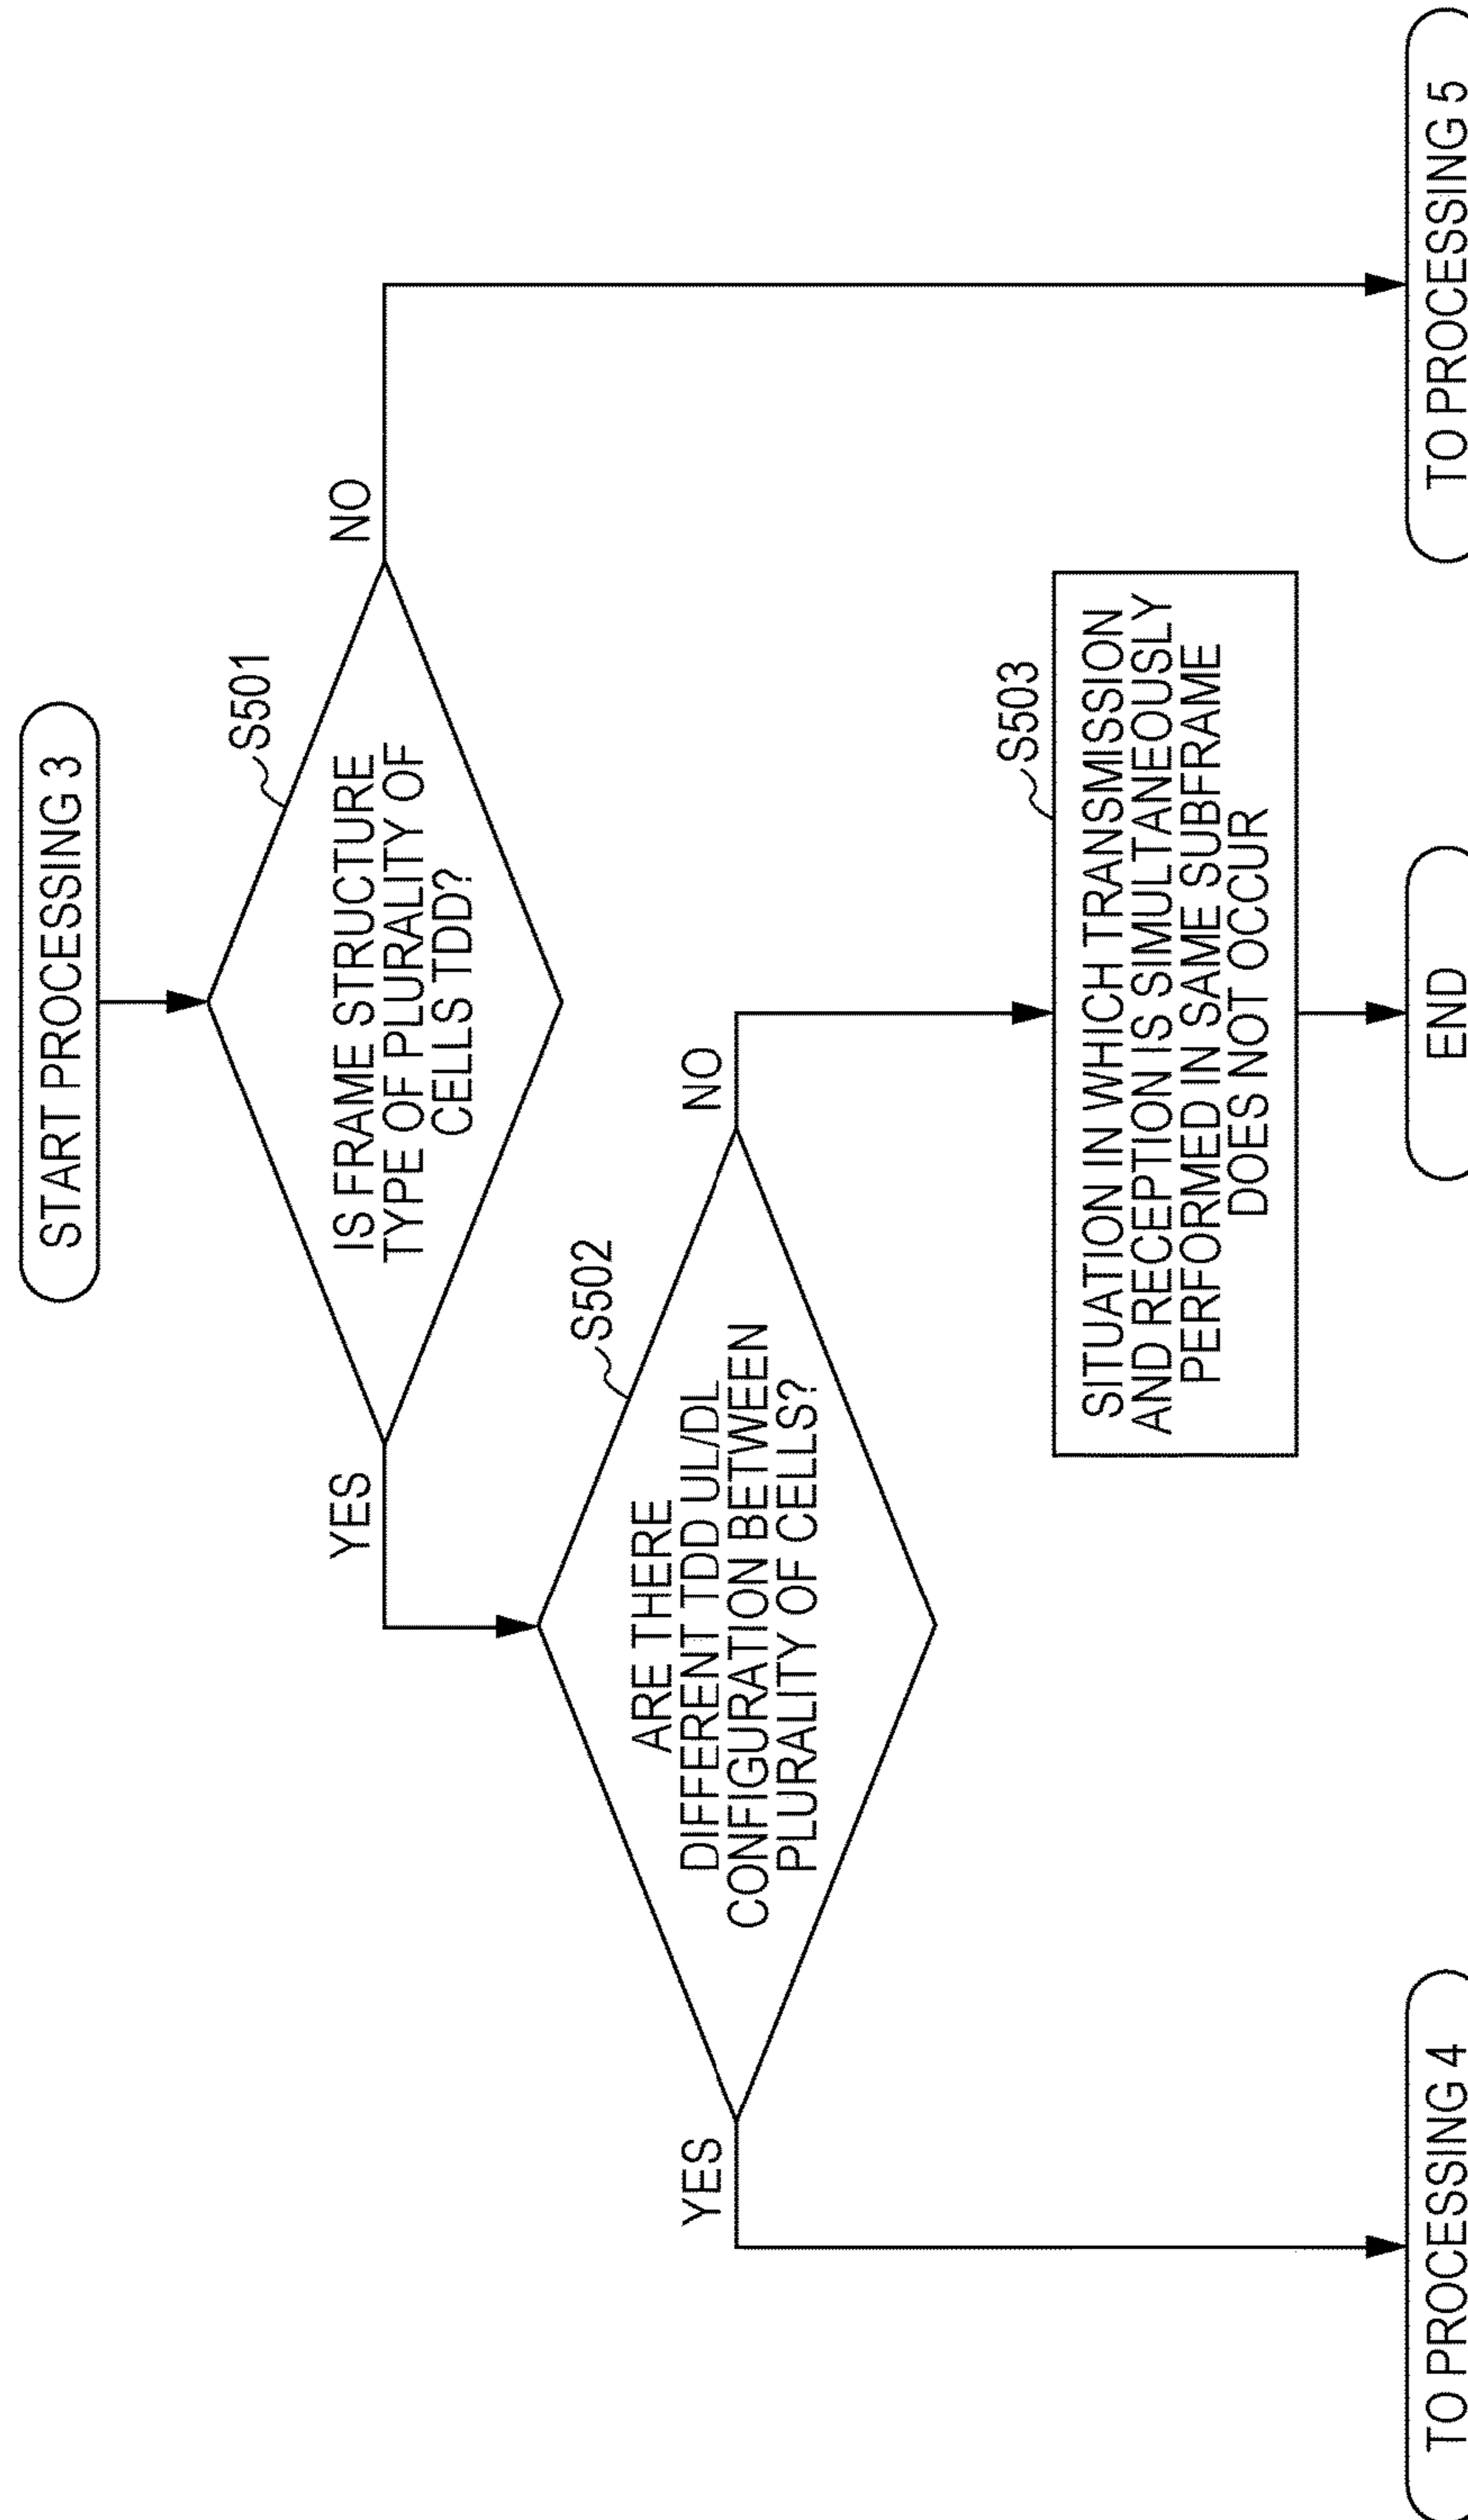 START PROCESSING 3
S501
IS FRAME STRUCTURE
TYPE OF PLURALITY OF
CELLS TDD?
YES
NO
S502
ARE THERE
DIFFERENT TDD UL/DL
CONFIGURATION BETWEEN
PLURALITY OF CELLS?
YES
NO
S503
SITUATION IN WHICH TRANSMISSION
AND RECEPTION IS SIMULTANEOUSLY
PERFORMED IN SAME SUBFRAME
DOES NOT OCCUR
TO PROCESSING 4
END
TO PROCESSING 5